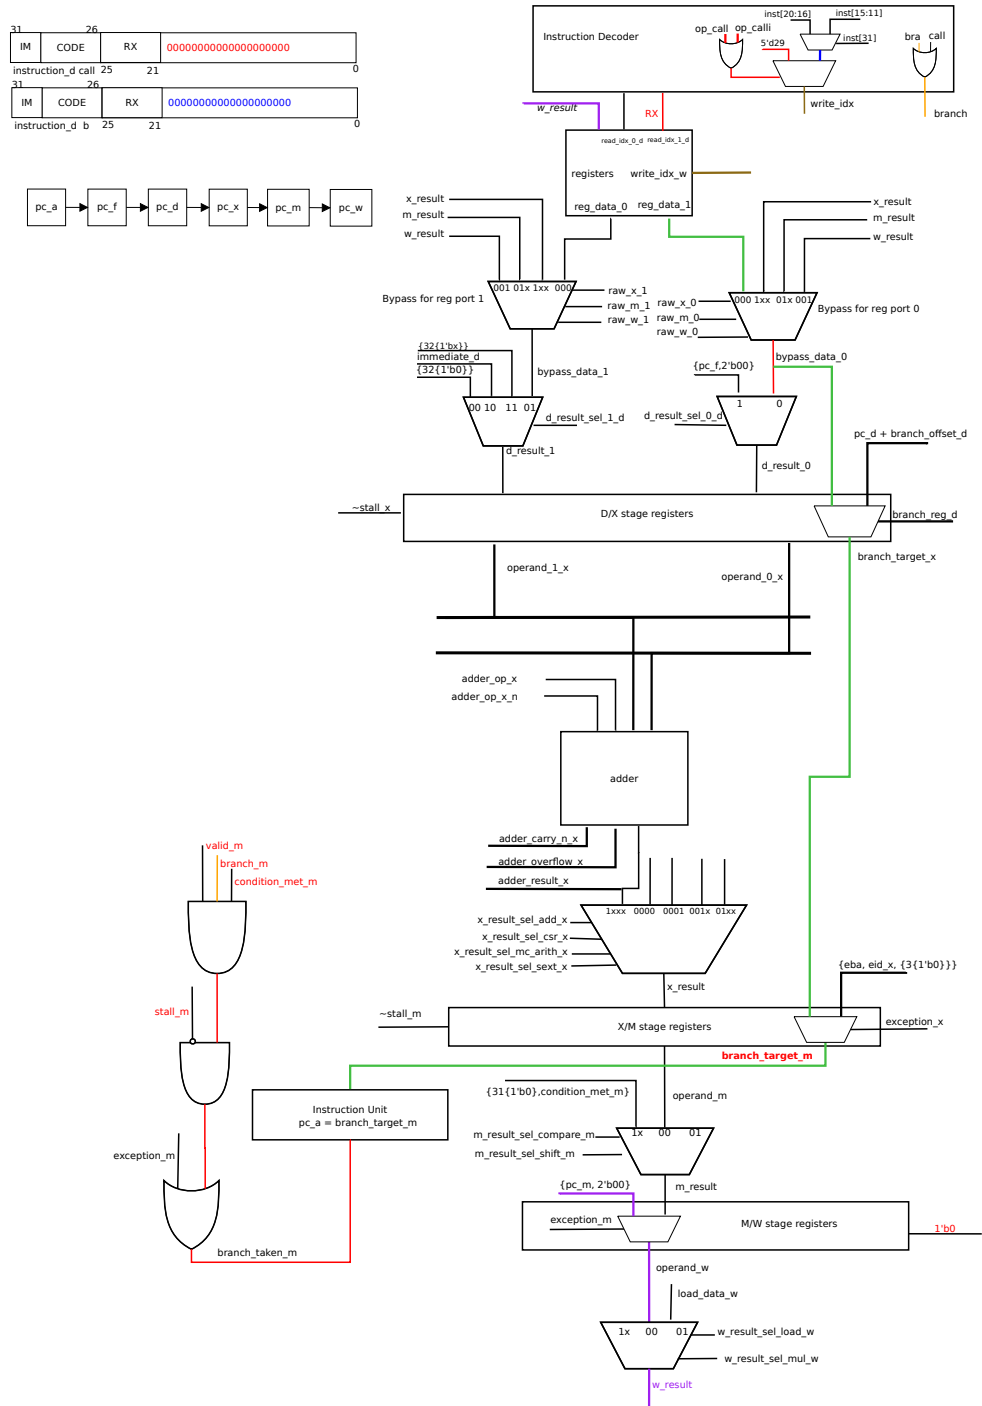 31 26
IM CODE RX 00000000000000000000
instruction_d call 25 21 0
31 26
IM CODE RX 00000000000000000000
instruction_d b 25 21 0
pc_a pc_f pc_d pc_x pc_m pc_w
Instruction Decoder
op_call op_calli
5'd29
inst[20:16] inst[15:11]
inst[31]
bra call
write_idx
branch
w_result
RX
read_idx_0_d read_idx_1_d
registers write_idx_w
reg_data_0 reg_data_1
x_result
m_result
w_result
x_result
m_result
w_result
001 01x 1xx 000
Bypass for reg port 1
raw_x_1
raw_m_1
raw_w_1
000 1xx 01x 001
raw_x_0
raw_m_0
raw_w_0
Bypass for reg port 0
{32{1'bx}}
immediate_d
{32{1'b0}}
bypass_data_1
bypass_data_0
{pc_f,2'b00}
00 10 11 01
d_result_sel_1_d
1 0
d_result_sel_0_d
d_result_1
d_result_0
pc_d + branch_offset_d
~stall_x
D/X stage registers
branch_reg_d
branch_target_x
operand_1_x
operand_0_x
adder_op_x
adder_op_x_n
adder
adder_carry_n_x
adder_overflow_x
adder_result_x
1xxx 0000 0001 001x 01xx
x_result_sel_add_x
x_result_sel_csr_x
x_result_sel_mc_arith_x
x_result_sel_sext_x
x_result
{eba, eid_x, {3{1'b0}}}
~stall_m
X/M stage registers
exception_x
branch_target_m
valid_m
branch_m
condition_met_m
stall_m
exception_m
branch_taken_m
Instruction Unit
pc_a = branch_target_m
{31{1'b0},condition_met_m}
operand_m
1x 00 01
m_result_sel_compare_m
m_result_sel_shift_m
m_result
{pc_m, 2'b00}
exception_m
M/W stage registers
1'b0
operand_w
load_data_w
1x 00 01
w_result_sel_load_w
w_result_sel_mul_w
w_result